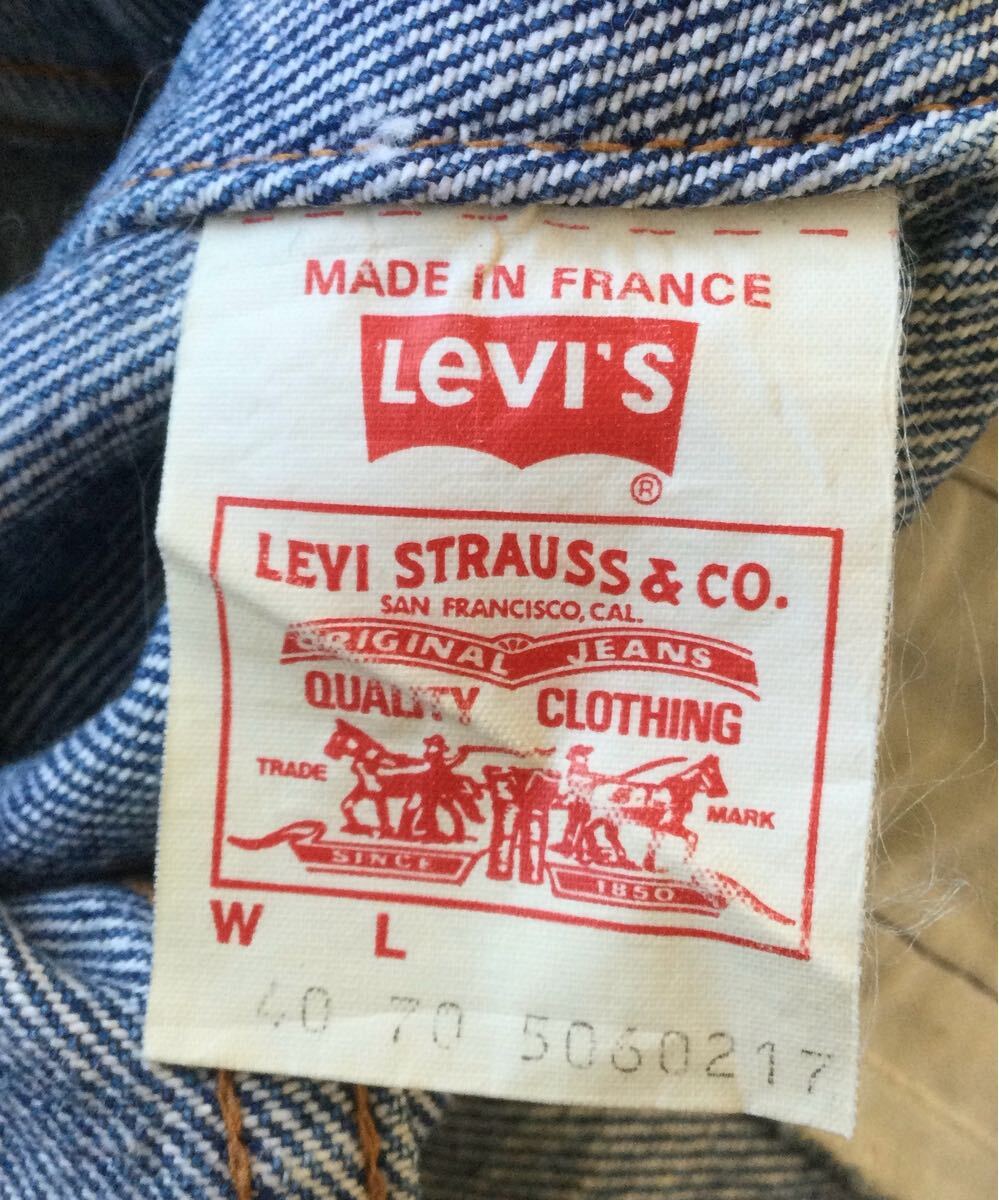 MADE IN FRANCE
LEVI'S
®
LEVI STRAUSS & CO.
SAN FRANCISCO, CAL.
ORIGINAL JEANS
QUALITY CLOTHING
TRADE MARK
SINCE 1850
W L
40 70 5060217